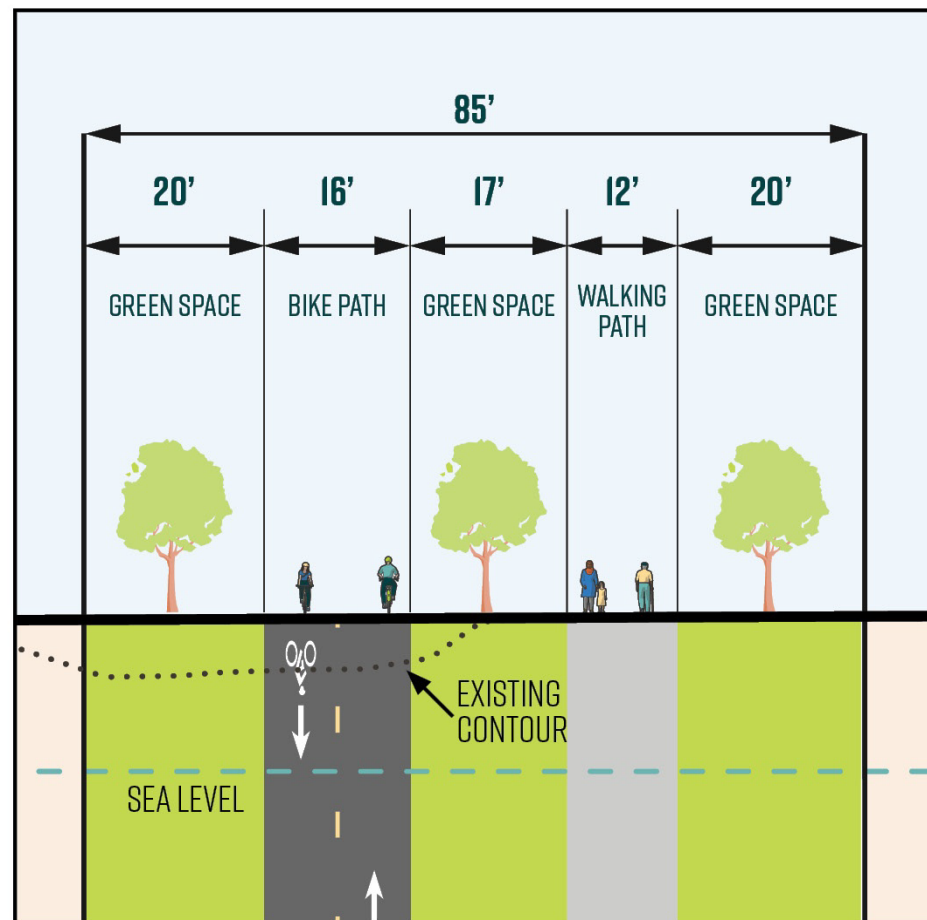 85’
20’ 16’ 17’ 12’ 20’
GREEN SPACE BIKE PATH GREEN SPACE WALKING PATH GREEN SPACE
EXISTING
CONTOUR
SEA LEVEL